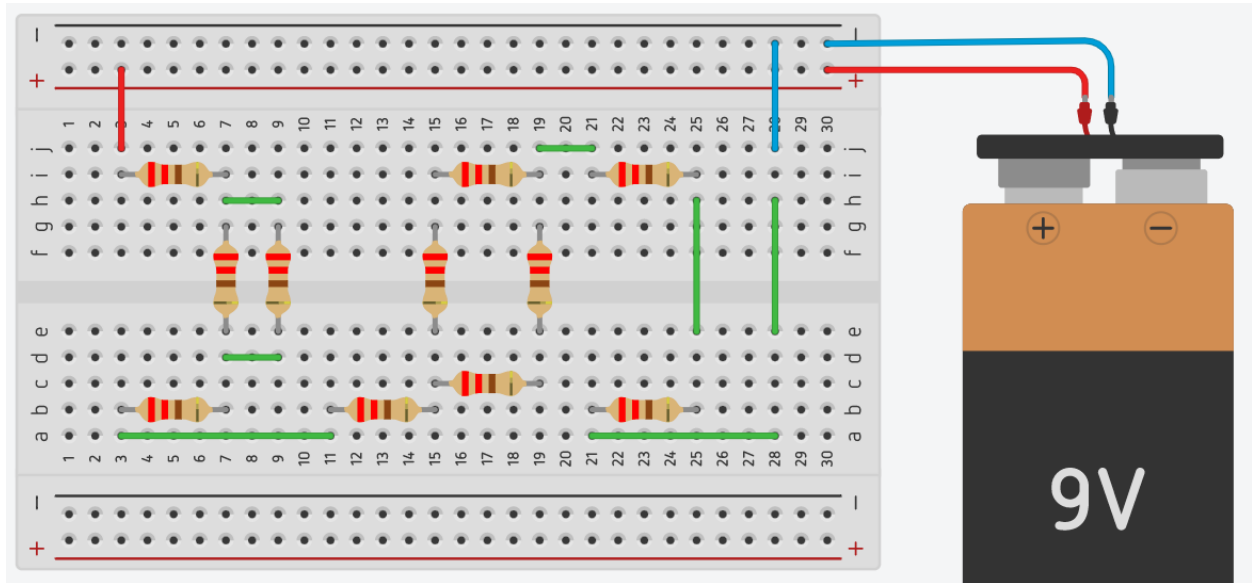 − −
+ +
1 2 3 4 5 6 7 8 9 10 11 12 13 14 15 16 17 18 19 20 21 22 23 24 25 26 27 28 29 30
j j
i i
h h
g g
f f
e e
d d
c c
b b
a a
1 2 3 4 5 6 7 8 9 10 11 12 13 14 15 16 17 18 19 20 21 22 23 24 25 26 27 28 29 30
− −
+ +
+ −
9V